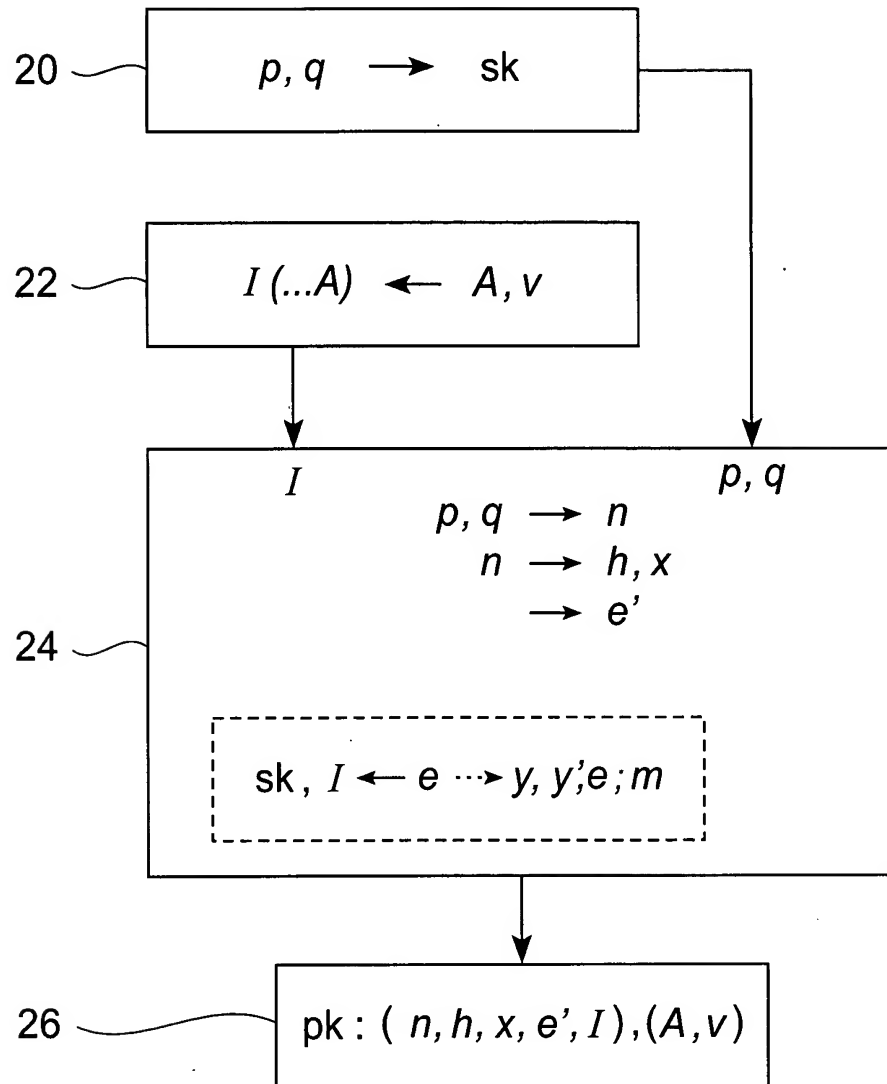 20
p, q → sk
22
I (...A) ← A, v
I
p, q
p, q → n
n → h, x
→ e’
24
sk, I ← e ⋯→ y, y’,e ; m
26
pk : ( n, h, x, e’, I ) , (A, v)